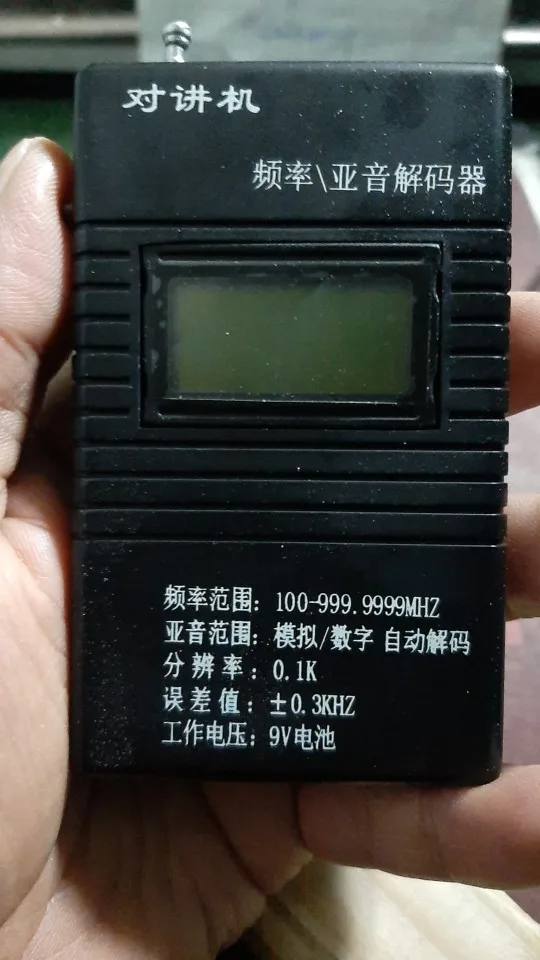 对讲机
频率\亚音解码器
频率范围：100-999.9999MHZ
亚音范围：模拟/数字 自动解码
分辨率：0.1K
误差值：±0.3KHZ
工作电压：9V电池